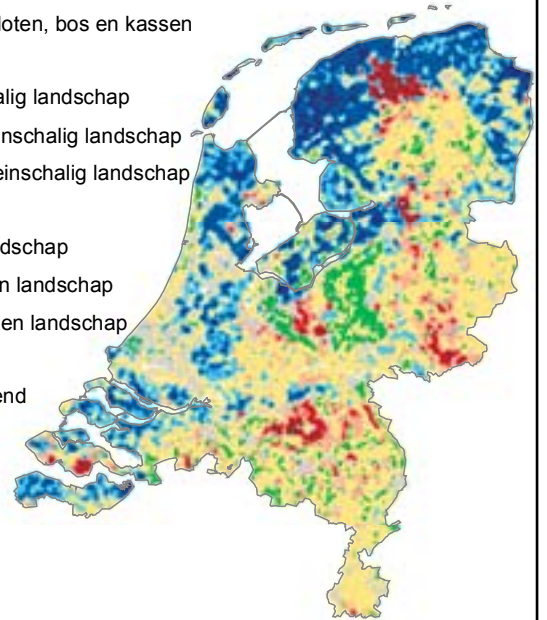 loten, bos en kassen
alig landschap
nschalig landschap
einschalig landschap
dschap
n landschap
en landschap
end